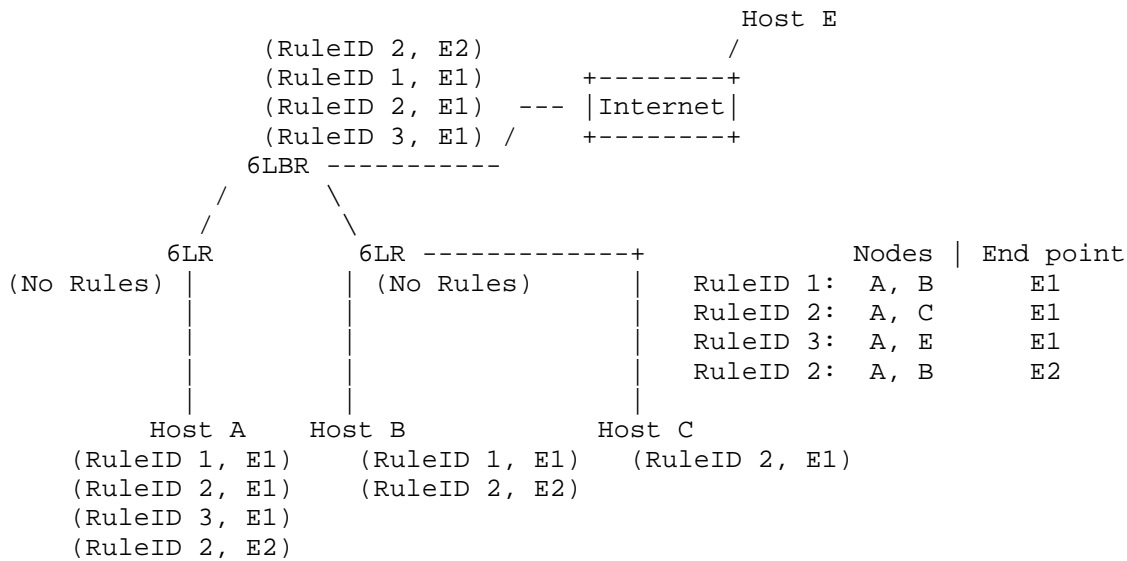 Host E
(RuleID 2, E2) /
(RuleID 1, E1) +--------+
(RuleID 2, E1) --- |Internet|
(RuleID 3, E1) / +--------+
6LBR -----------
/ \
/ \
6LR 6LR -------------+ Nodes | End point
(No Rules) | | (No Rules) | RuleID 1: A, B E1
| | | RuleID 2: A, C E1
| | | RuleID 3: A, E E1
| | | RuleID 2: A, B E2
| | |
Host A Host B Host C
(RuleID 1, E1) (RuleID 1, E1) (RuleID 2, E1)
(RuleID 2, E1) (RuleID 2, E2)
(RuleID 3, E1)
(RuleID 2, E2)